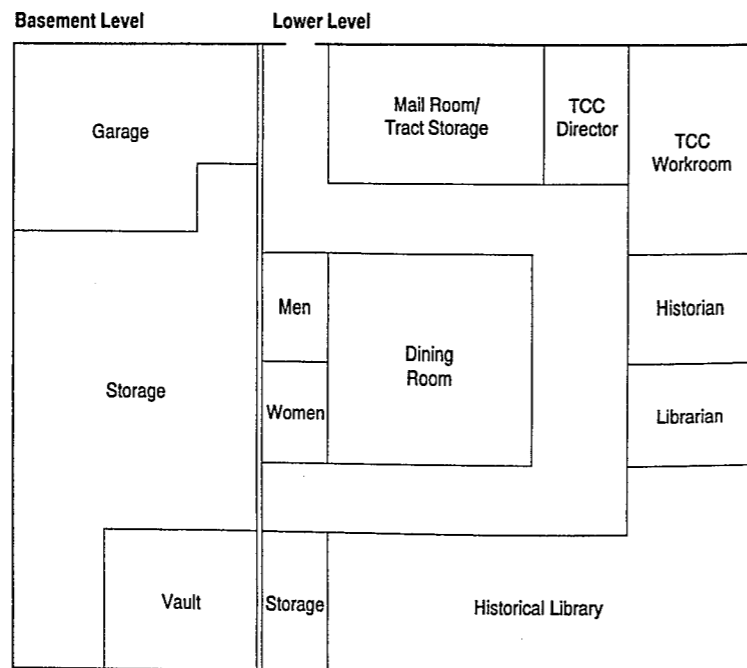 Basement Level
Lower Level
Garage
Mail Room/
Tract Storage
TCC
Director
TCC
Workroom
Men
Dining
Room
Historian
Storage
Women
Librarian
Vault
Storage
Historical Library